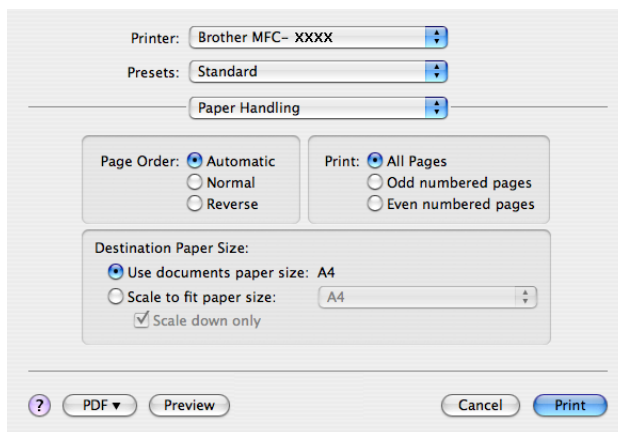 Printer: Brother MFC- XXXX
Presets: Standard
Paper Handling
Page Order: Automatic
Normal
Reverse
Print: All Pages
Odd numbered pages
Even numbered pages
Destination Paper Size:
Use documents paper size: A4
Scale to fit paper size: A4
Scale down only
? PDF▼ Preview Cancel Print